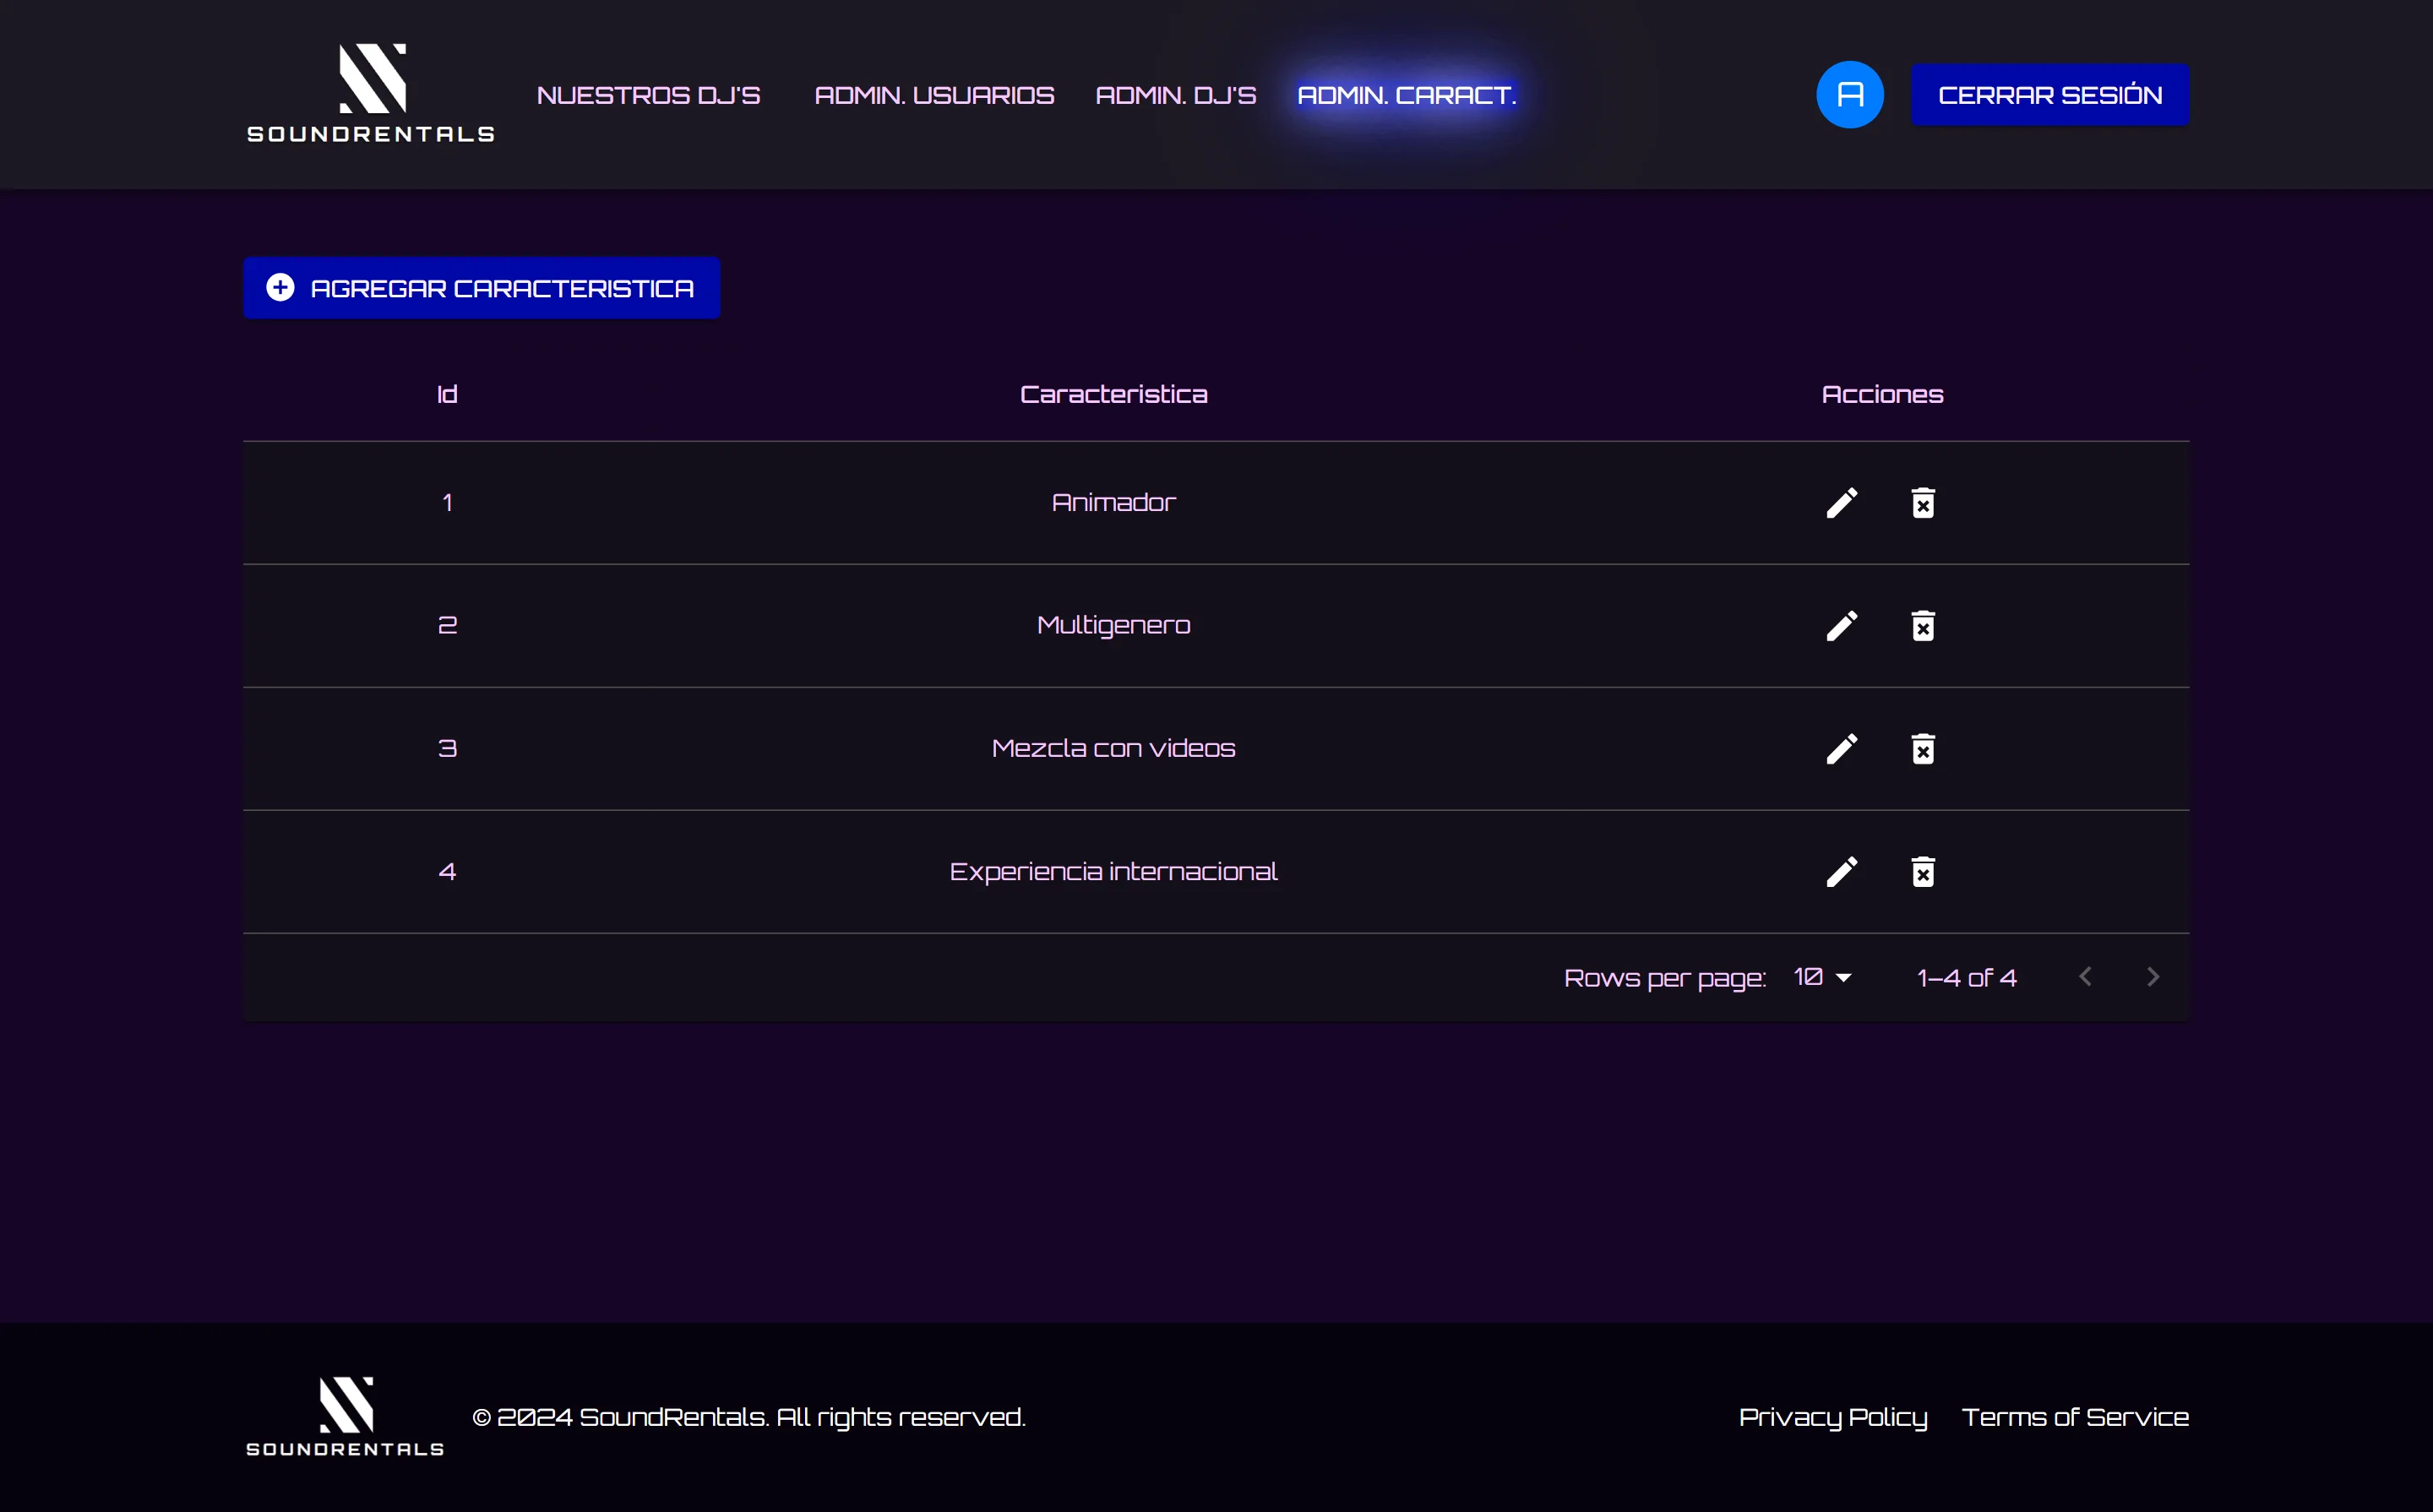 SOUNDRENTALS
NUESTROS DJ'S ADMIN. USUARIOS ADMIN. DJ'S ADMIN. CARACT. A CERRAR SESIÓN
AGREGAR CARACTERISTICA
Id Caracteristica Acciones
1 Animador
2 Multigenero
3 Mezcla con videos
4 Experiencia internacional
Rows per page: 10 1–4 of 4
SOUNDRENTALS
© 2024 SoundRentals. All rights reserved. Privacy Policy Terms of Service